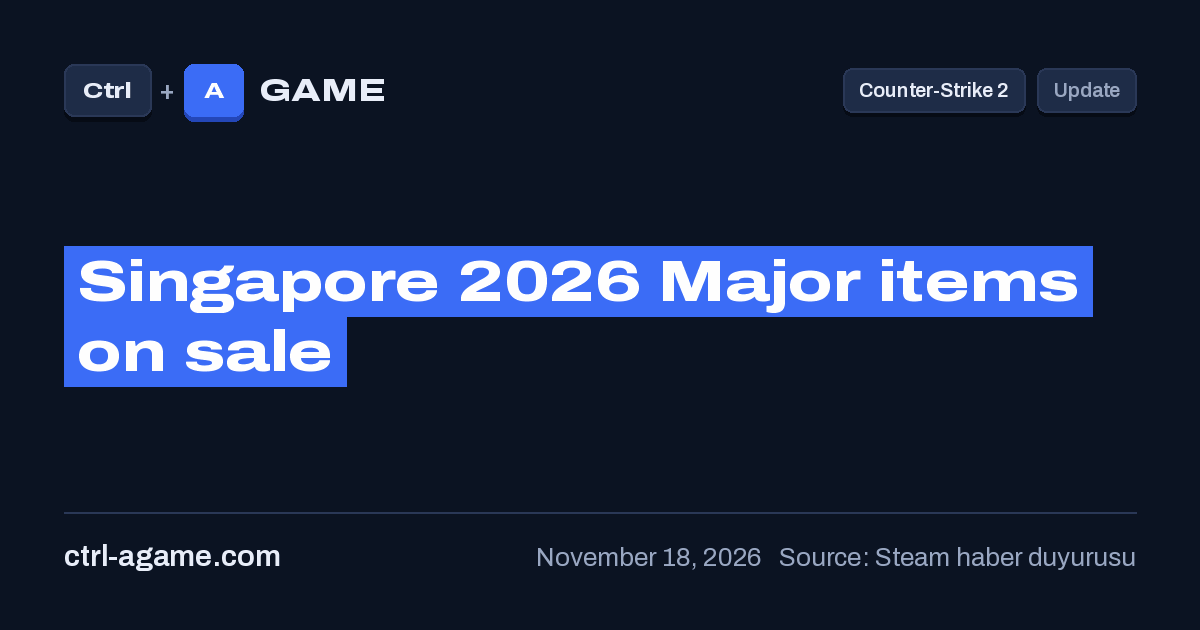 Ctrl + A GAME
Counter-Strike 2 Update
Singapore 2026 Major items
on sale
ctrl-agame.com
November 18, 2026 Source: Steam haber duyurusu